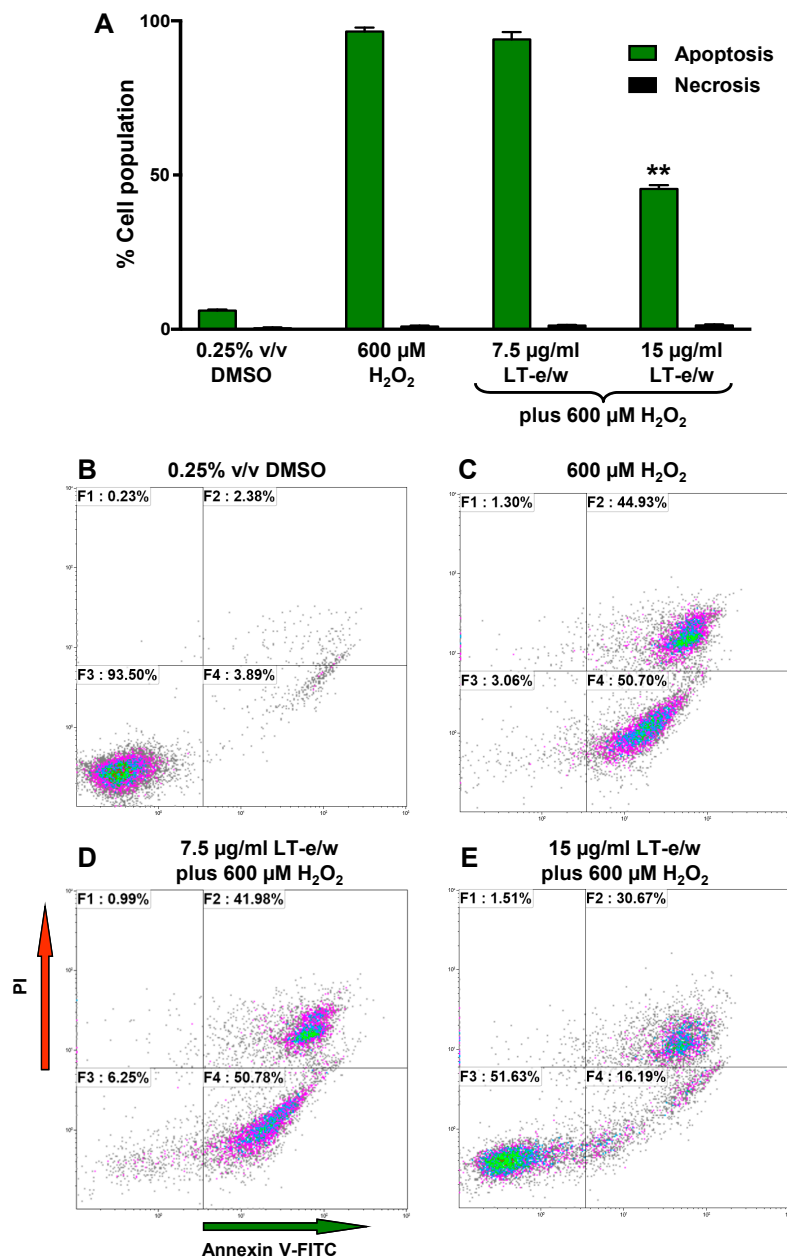 A
100
50
0
% Cell population
Apoptosis
Necrosis
**
0.25% v/v
DMSO
600 µM
H₂O₂
7.5 µg/ml
LT-e/w
15 µg/ml
LT-e/w
plus 600 µM H₂O₂
B
0.25% v/v DMSO
F1 : 0.23%
F2 : 2.38%
F3 : 93.50%
F4 : 3.89%
C
600 µM H₂O₂
F1 : 1.30%
F2 : 44.93%
F3 : 3.06%
F4 : 50.70%
D
7.5 µg/ml LT-e/w
plus 600 µM H₂O₂
F1 : 0.99%
F2 : 41.98%
F3 : 6.25%
F4 : 50.78%
E
15 µg/ml LT-e/w
plus 600 µM H₂O₂
F1 : 1.51%
F2 : 30.67%
F3 : 51.63%
F4 : 16.19%
PI
Annexin V-FITC